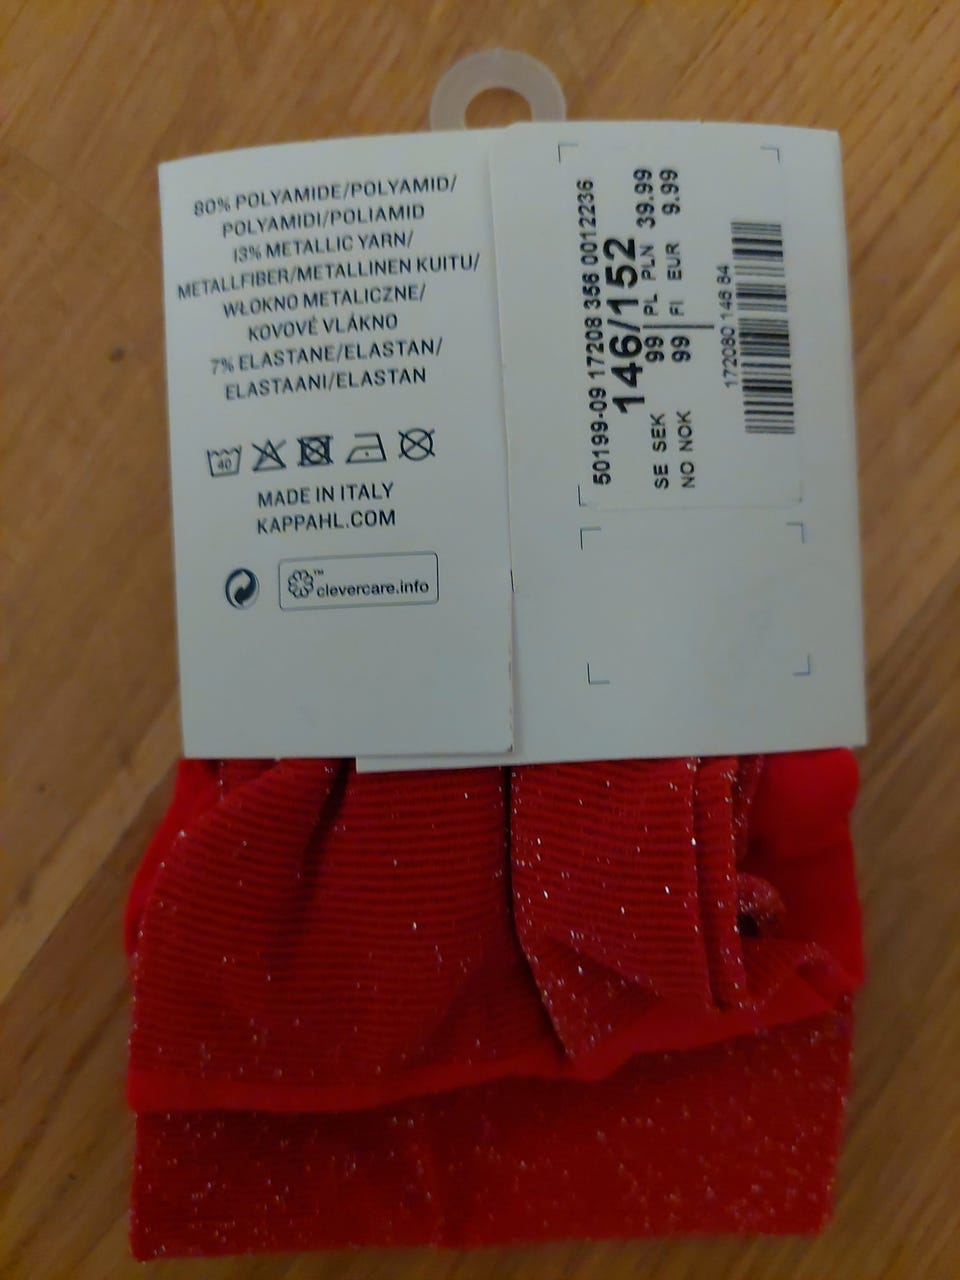 80% POLYAMIDE/POLYAMID/
POLYAMIDI/POLIAMID
13% METALLIC YARN/
METALLFIBER/METALLINEN KUITU/
WŁOKNO METALICZNE/
KOVOVÉ VLÁKNO
7% ELASTANE/ELASTAN/
ELASTAANI/ELASTAN
40
MADE IN ITALY
KAPPAHL.COM
™
clevercare.info
50199-09 17208 356 0012236
146/152
SE SEK 99 PL PLN 39.99
NO NOK 99 FI EUR 9.99
172080 146 84